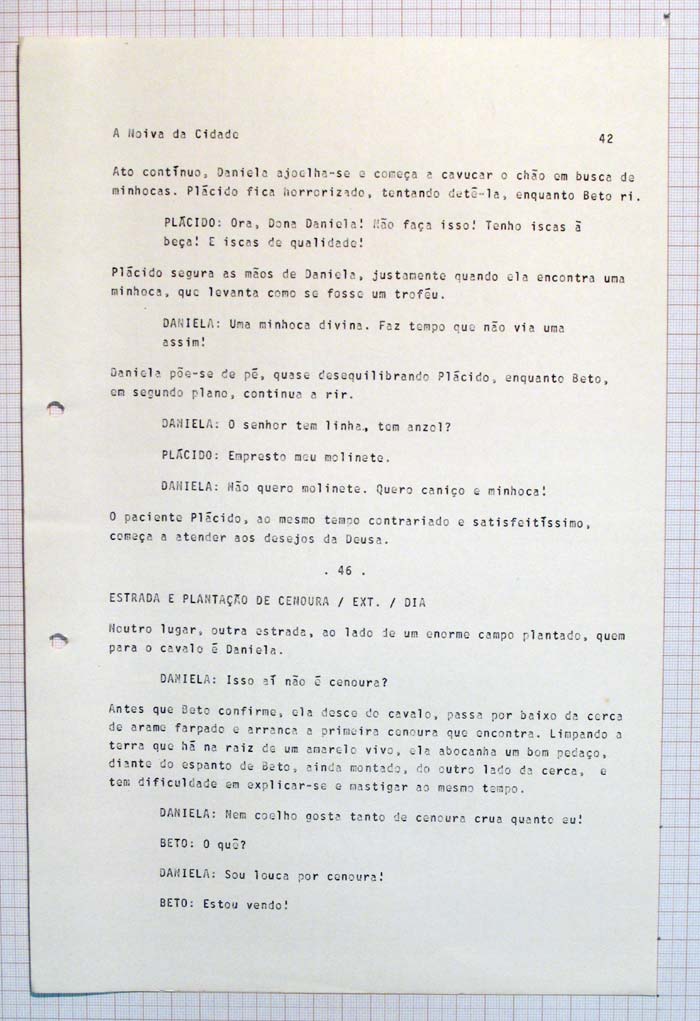 A Noiva da Cidade
42
Ato contínuo, Daniela ajoelha-se e começa a cavucar o chão em busca de
minhocas. Plácido fica horrorizado, tentando detê-la, enquanto Beto ri.
PLÁCIDO: Ora, Dona Daniela! Não faça isso! Tenho iscas à
beça! E iscas de qualidade!
Plácido segura as mãos de Daniela, justamente quando ela encontra uma
minhoca, que levanta como se fosse um troféu.
DANIELA: Uma minhoca divina. Faz tempo que não via uma
assim!
Daniela põe-se de pé, quase desequilibrando Plácido, enquanto Beto,
em segundo plano, continua a rir.
DANIELA: O senhor tem linha, tem anzol?
PLÁCIDO: Empresto meu molinete.
DANIELA: Não quero molinete. Quero caniço e minhoca!
O paciente Plácido, ao mesmo tempo contrariado e satisfeitíssimo,
começa a atender aos desejos da Deusa.
. 46 .
ESTRADA E PLANTAÇÃO DE CENOURA / EXT. / DIA
Noutro lugar, outra estrada, ao lado de um enorme campo plantado, quem
para o cavalo é Daniela.
DANIELA: Isso aí não é cenoura?
Antes que Beto confirme, ela desce do cavalo, passa por baixo da cerca
de arame farpado e arranca a primeira cenoura que encontra. Limpando a
terra que há na raiz de um amarelo vivo, ela abocanha um bom pedaço,
diante do espanto de Beto, ainda montado, do outro lado da cerca, e
tem dificuldade em explicar-se e mastigar ao mesmo tempo.
DANIELA: Nem coelho gosta tanto de cenoura crua quanto eu!
BETO: O quê?
DANIELA: Sou louca por cenoura!
BETO: Estou vendo!